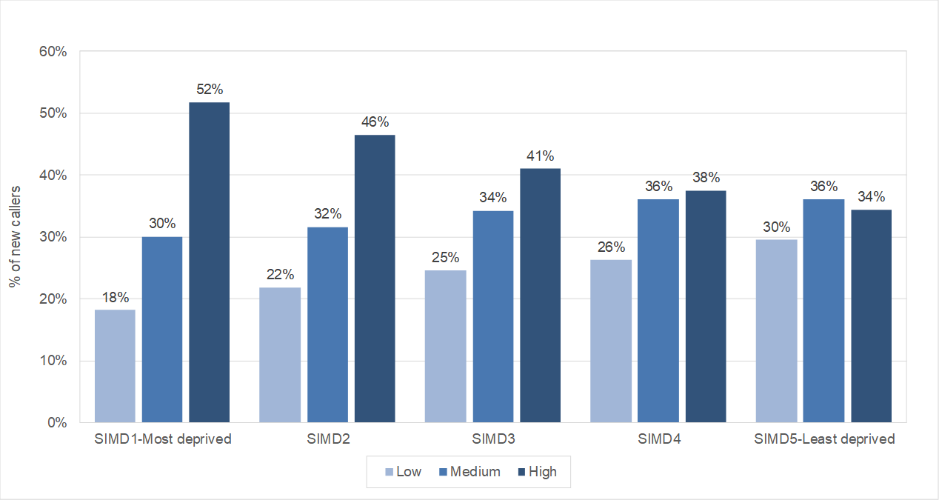 60%
50%
40%
30%
20%
10%
0%
% of new callers
18% 30% 52%
22% 32% 46%
25% 34% 41%
26% 36% 38%
30% 36% 34%
SIMD1-Most deprived SIMD2 SIMD3 SIMD4 SIMD5-Least deprived
Low Medium High